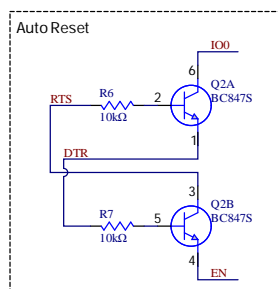 Auto Reset
IO0
6
Q2A
BC847S
RTS
R6
2
10kΩ
1
DTR
3
R7
5
Q2B
BC847S
10kΩ
4
EN